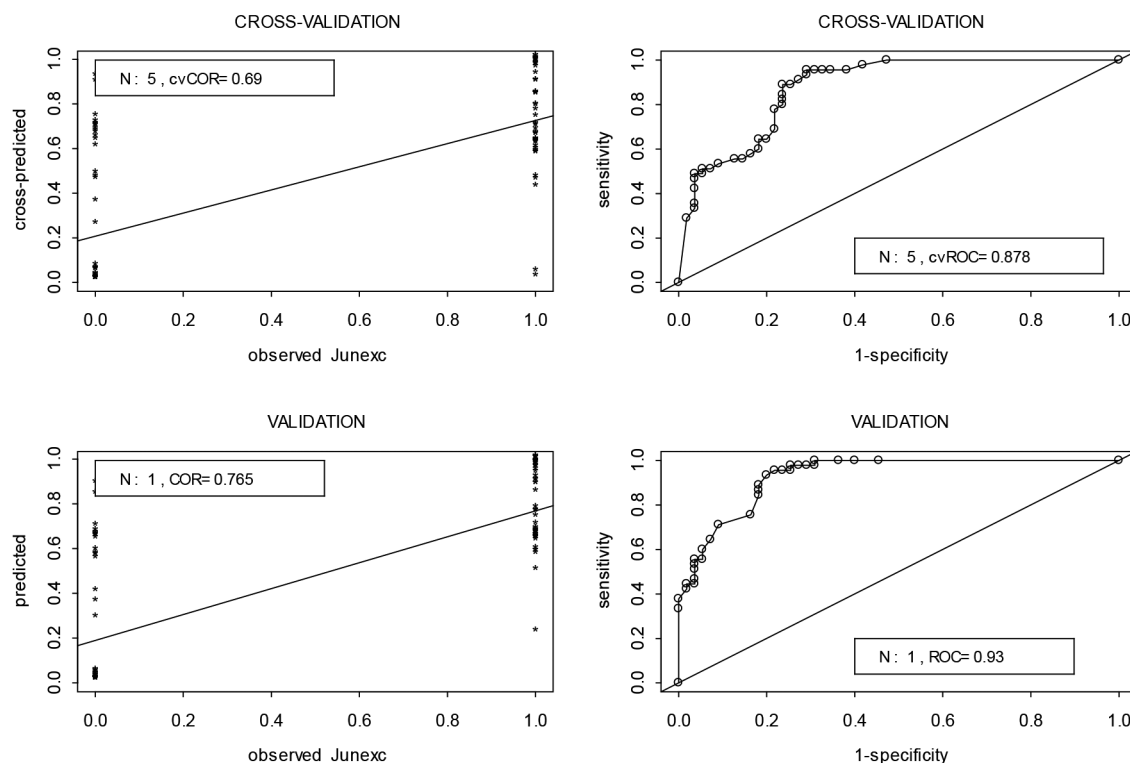 CROSS-VALIDATION
N : 5 , cvCOR= 0.69
cross-predicted
0.0 0.2 0.4 0.6 0.8 1.0
0.0 0.2 0.4 0.6 0.8 1.0
observed Junexc
CROSS-VALIDATION
N : 5 , cvROC= 0.878
sensitivity
0.0 0.2 0.4 0.6 0.8 1.0
0.0 0.2 0.4 0.6 0.8 1.0
1-specificity
VALIDATION
N : 1 , COR= 0.765
predicted
0.0 0.2 0.4 0.6 0.8 1.0
0.0 0.2 0.4 0.6 0.8 1.0
observed Junexc
VALIDATION
N : 1 , ROC= 0.93
sensitivity
0.0 0.2 0.4 0.6 0.8 1.0
0.0 0.2 0.4 0.6 0.8 1.0
1-specificity